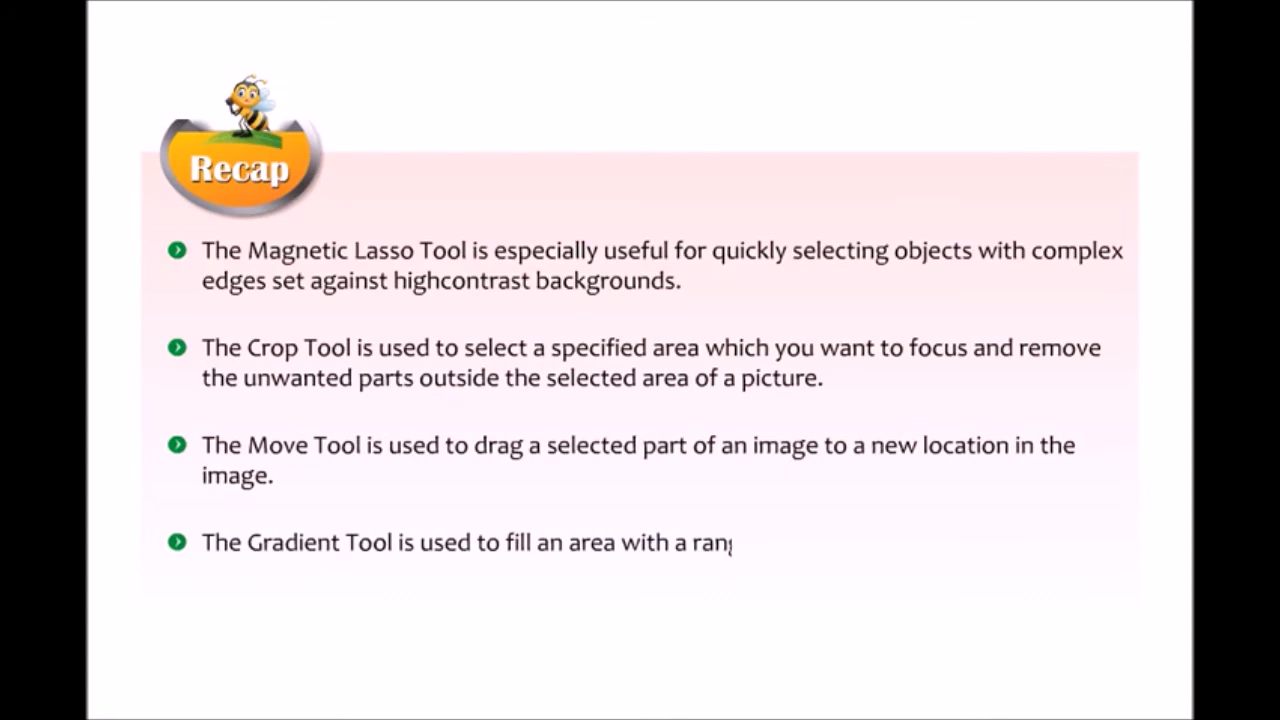 Recap
The Magnetic Lasso Tool is especially useful for quickly selecting objects with complex
edges set against highcontrast backgrounds.
The Crop Tool is used to select a specified area which you want to focus and remove
the unwanted parts outside the selected area of a picture.
The Move Tool is used to drag a selected part of an image to a new location in the
image.
The Gradient Tool is used to fill an area with a